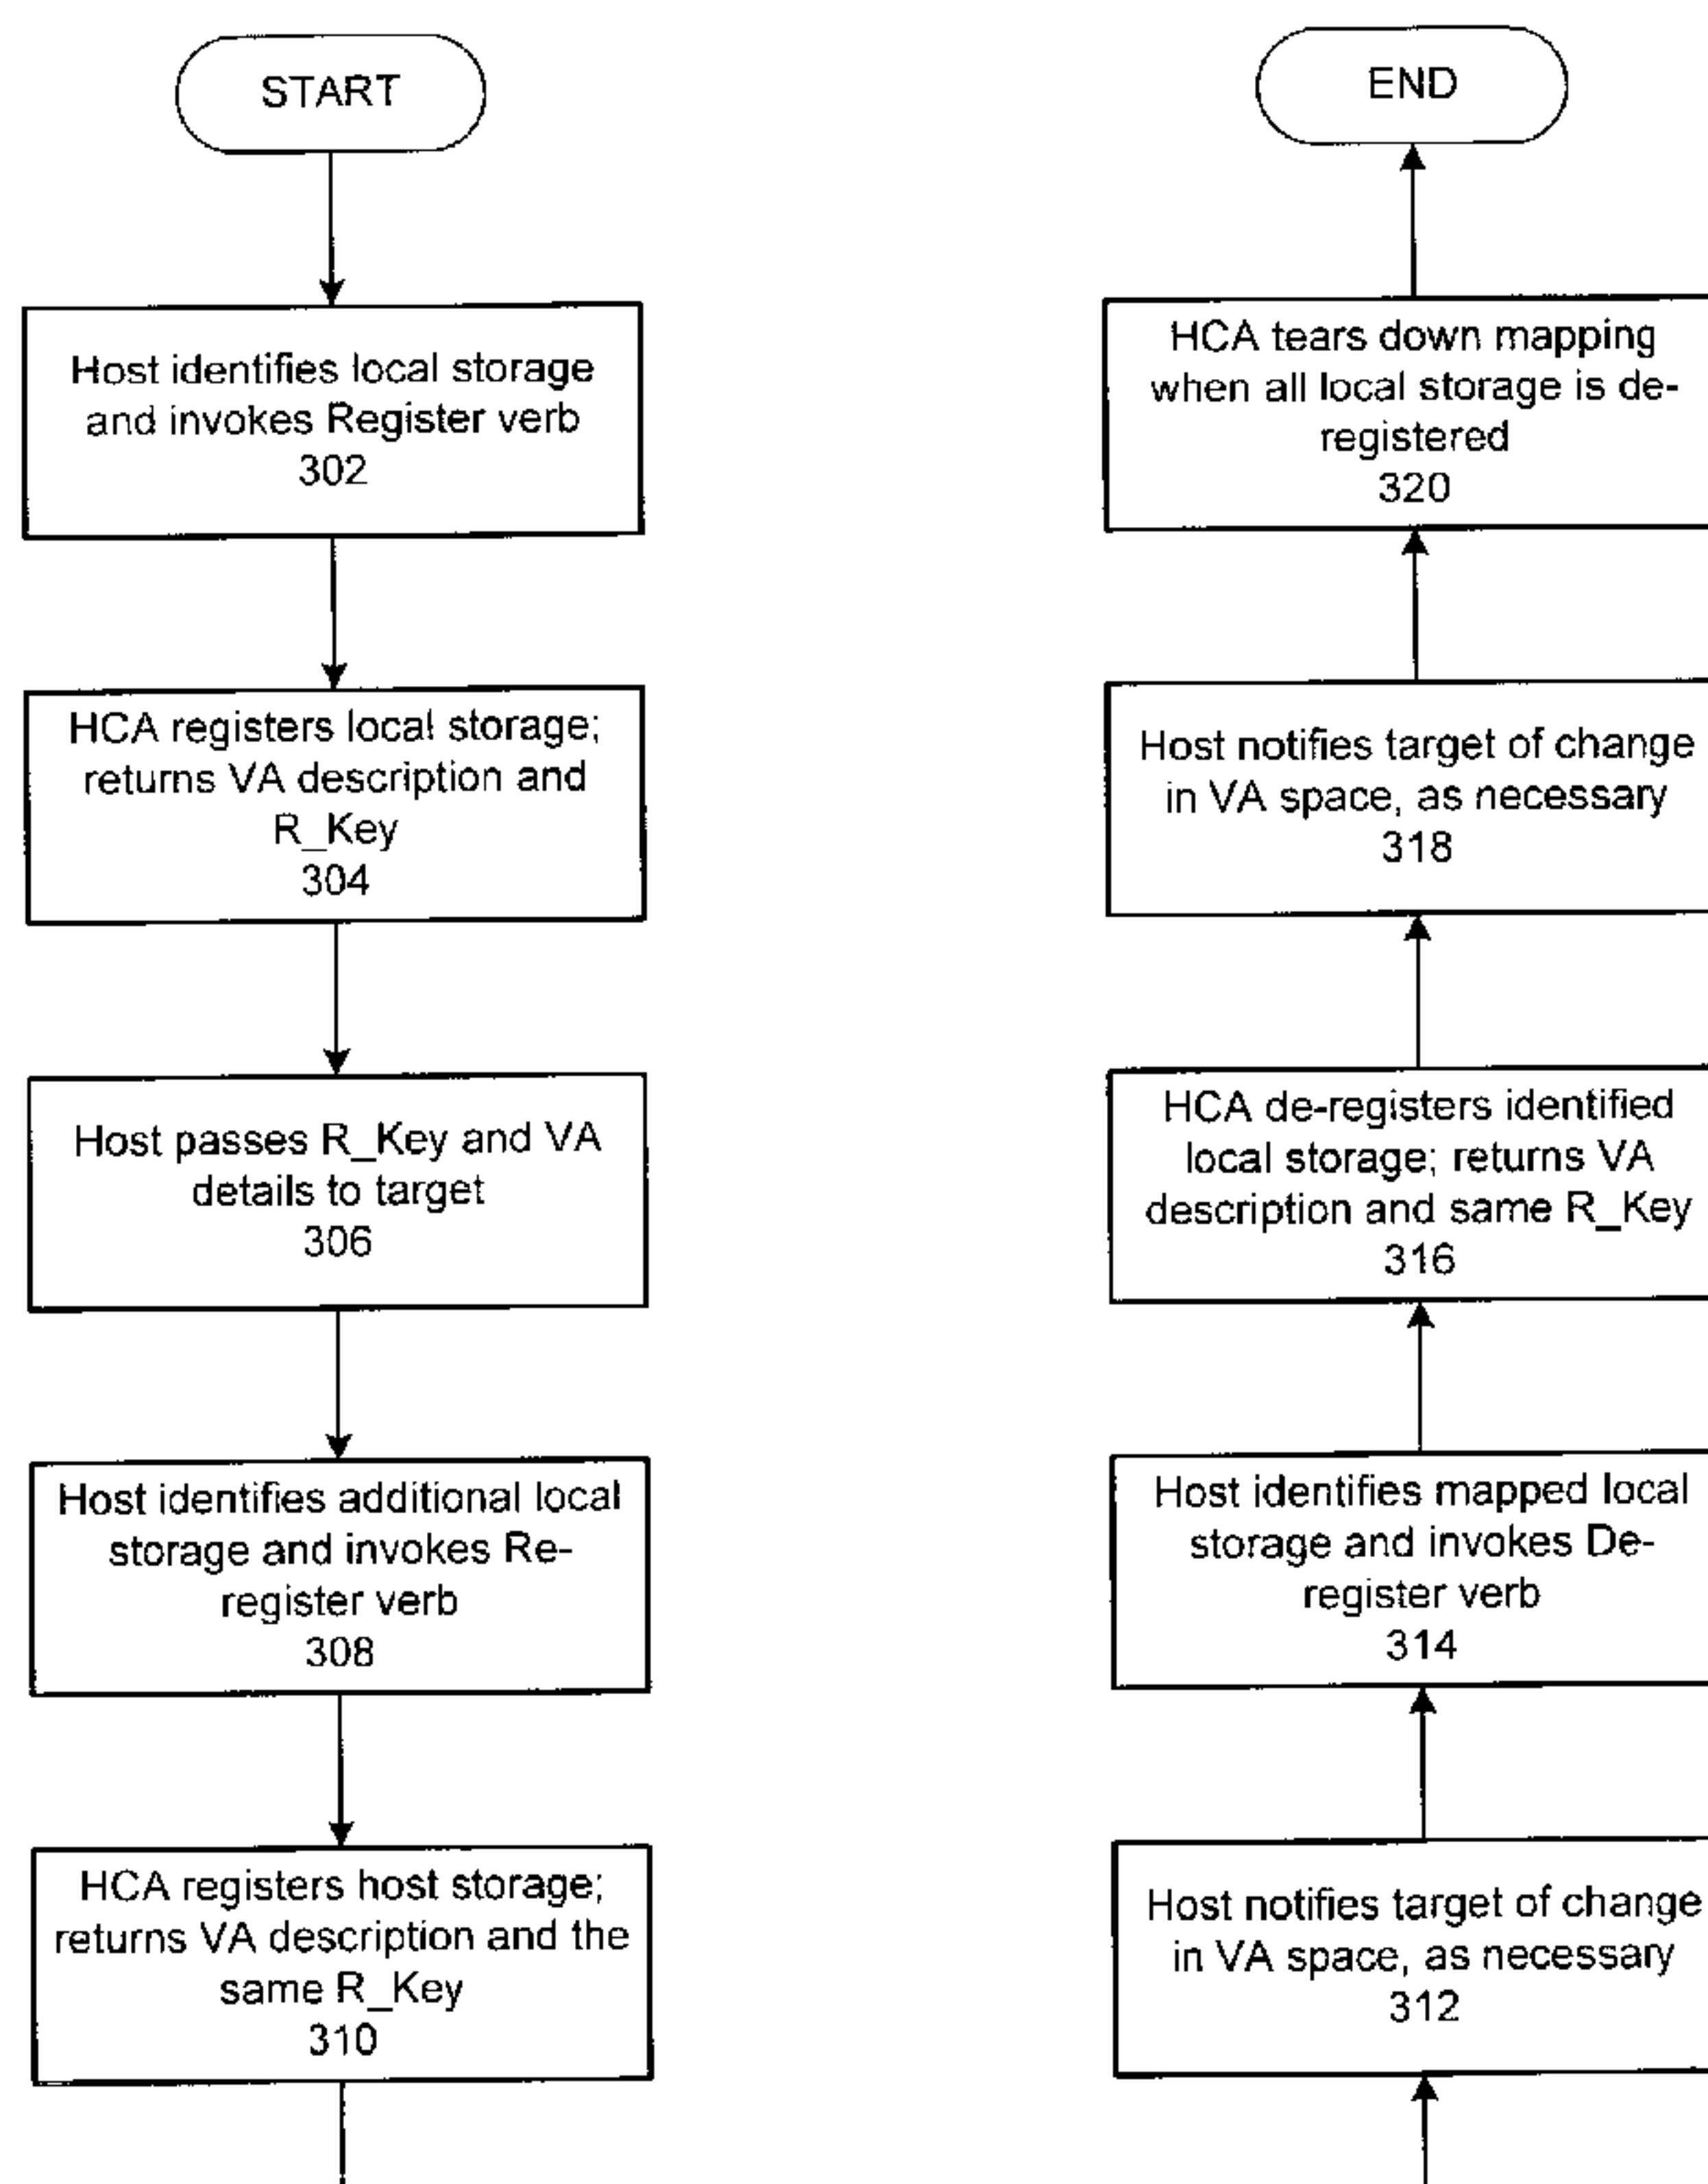 START
Host identifies local storage
and invokes Register verb
302
HCA registers local storage;
returns VA description and
R_Key
304
Host passes R_Key and VA
details to target
306
Host identifies additional local
storage and invokes Re-
register verb
308
HCA registers host storage;
returns VA description and the
same R_Key
310
END
HCA tears down mapping
when all local storage is de-
registered
320
Host notifies target of change
in VA space, as necessary
318
HCA de-registers identified
local storage; returns VA
description and same R_Key
316
Host identifies mapped local
storage and invokes De-
register verb
314
Host notifies target of change
in VA space, as necessary
312